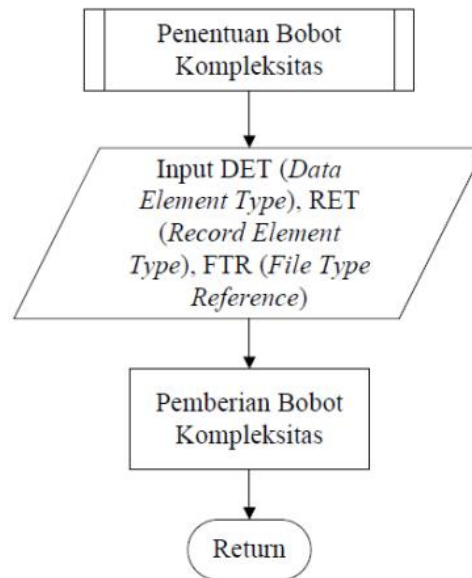 Penentuan Bobot
Kompleksitas
Input DET (Data
Element Type), RET
(Record Element
Type), FTR (File Type
Reference)
Pemberian Bobot
Kompleksitas
Return